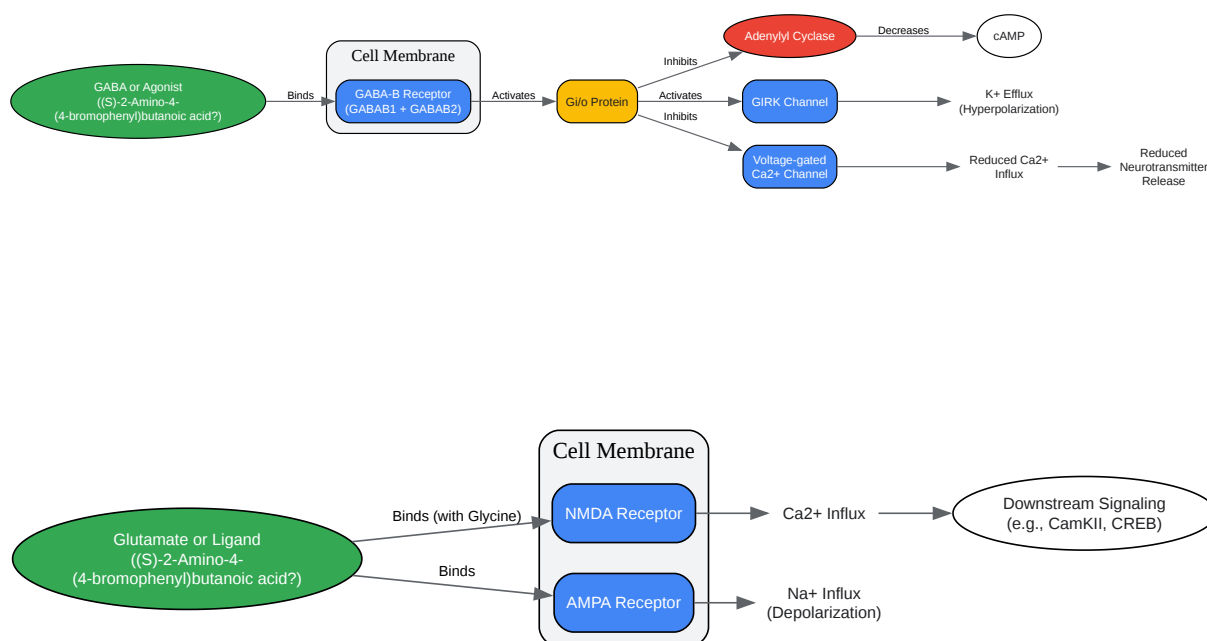 Adenylyl Cyclase
Decreases
cAMP
Cell Membrane
Inhibits
GABA or Agonist
((S)-2-Amino-4-
(4-bromophenyl)butanoic acid?)
Binds
GABA-B Receptor
(GABAB1 + GABAB2)
Activates
Gi/o Protein
Activates
GIRK Channel
K+ Efflux
(Hyperpolarization)
Inhibits
Voltage-gated
Ca2+ Channel
Reduced Ca2+
Influx
Reduced
Neurotransmitter
Release
Cell Membrane
Glutamate or Ligand
((S)-2-Amino-4-
(4-bromophenyl)butanoic acid?)
Binds (with Glycine)
NMDA Receptor
Ca2+ Influx
Downstream Signaling
(e.g., CamKII, CREB)
Binds
AMPA Receptor
Na+ Influx
(Depolarization)